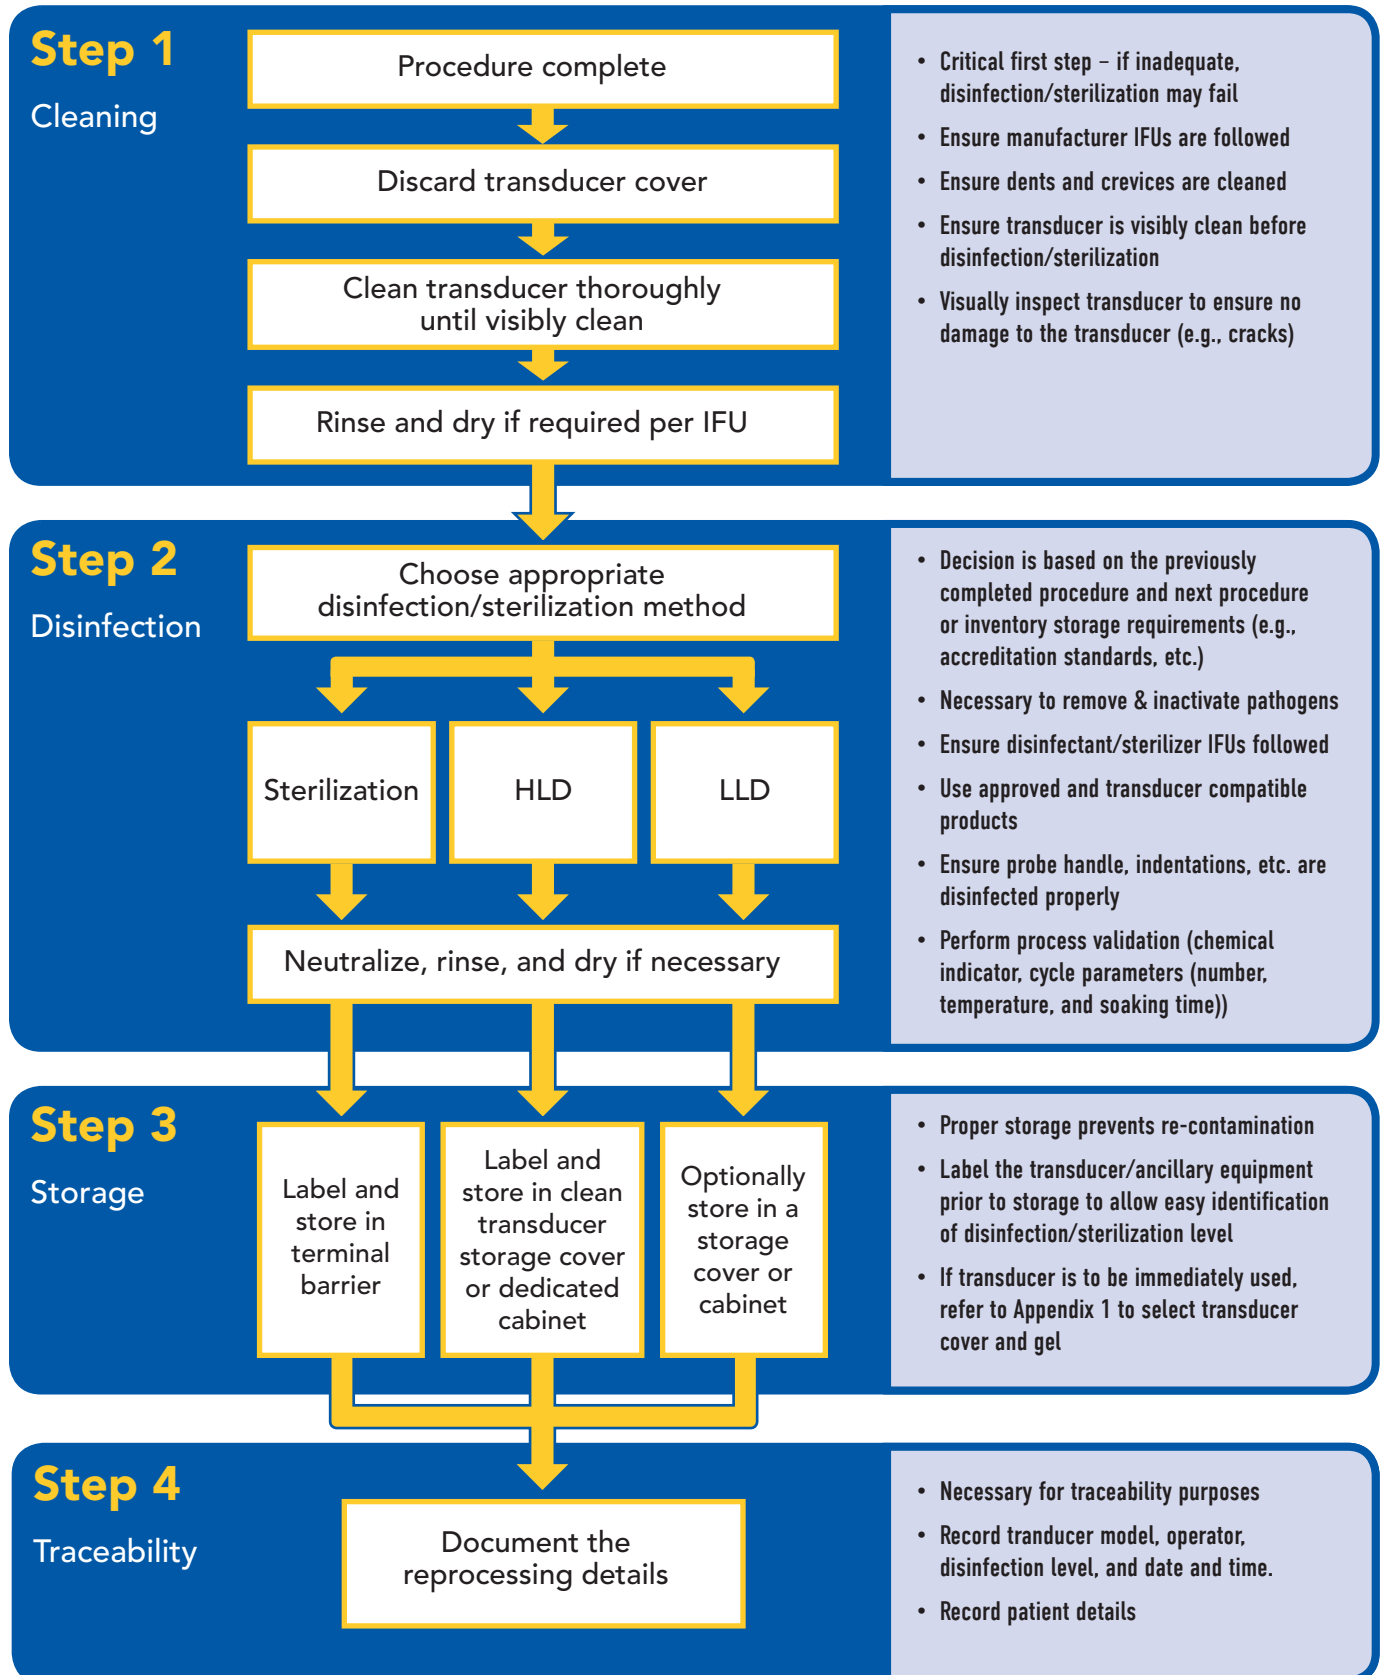 Step 1
Cleaning
Procedure complete
Discard transducer cover
Clean transducer thoroughly
until visibly clean
Rinse and dry if required per IFU
• Critical first step – if inadequate,
disinfection/sterilization may fail
• Ensure manufacturer IFUs are followed
• Ensure dents and crevices are cleaned
• Ensure transducer is visibly clean before
disinfection/sterilization
• Visually inspect transducer to ensure no
damage to the transducer (e.g., cracks)
Step 2
Disinfection
Choose appropriate
disinfection/sterilization method
Sterilization
HLD
LLD
Neutralize, rinse, and dry if necessary
• Decision is based on the previously
completed procedure and next procedure
or inventory storage requirements (e.g.,
accreditation standards, etc.)
• Necessary to remove & inactivate pathogens
• Ensure disinfectant/sterilizer IFUs followed
• Use approved and transducer compatible
products
• Ensure probe handle, indentations, etc. are
disinfected properly
• Perform process validation (chemical
indicator, cycle parameters (number,
temperature, and soaking time))
Step 3
Storage
Label and
store in
terminal
barrier
Label and
store in clean
transducer
storage cover
or dedicated
cabinet
Optionally
store in a
storage
cover or
cabinet
• Proper storage prevents re-contamination
• Label the transducer/ancillary equipment
prior to storage to allow easy identification
of disinfection/sterilization level
• If transducer is to be immediately used,
refer to Appendix 1 to select transducer
cover and gel
Step 4
Traceability
Document the
reprocessing details
• Necessary for traceability purposes
• Record tranducer model, operator,
disinfection level, and date and time.
• Record patient details